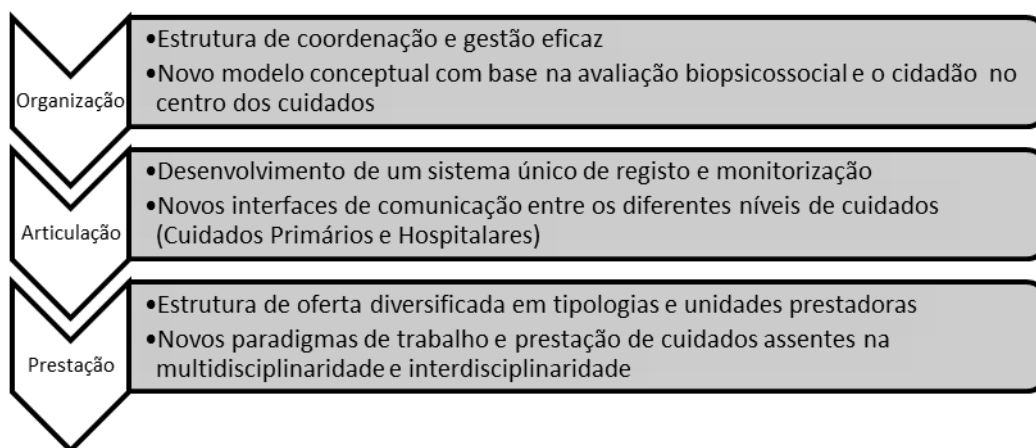 Organização
•Estrutura de coordenação e gestão eficaz
•Novo modelo conceptual com base na avaliação biopsicossocial e o cidadão no
centro dos cuidados
Articulação
•Desenvolvimento de um sistema único de registo e monitorização
•Novos interfaces de comunicação entre os diferentes níveis de cuidados
(Cuidados Primários e Hospitalares)
Prestação
•Estrutura de oferta diversificada em tipologias e unidades prestadoras
•Novos paradigmas de trabalho e prestação de cuidados assentes na
multidisciplinaridade e interdisciplinaridade